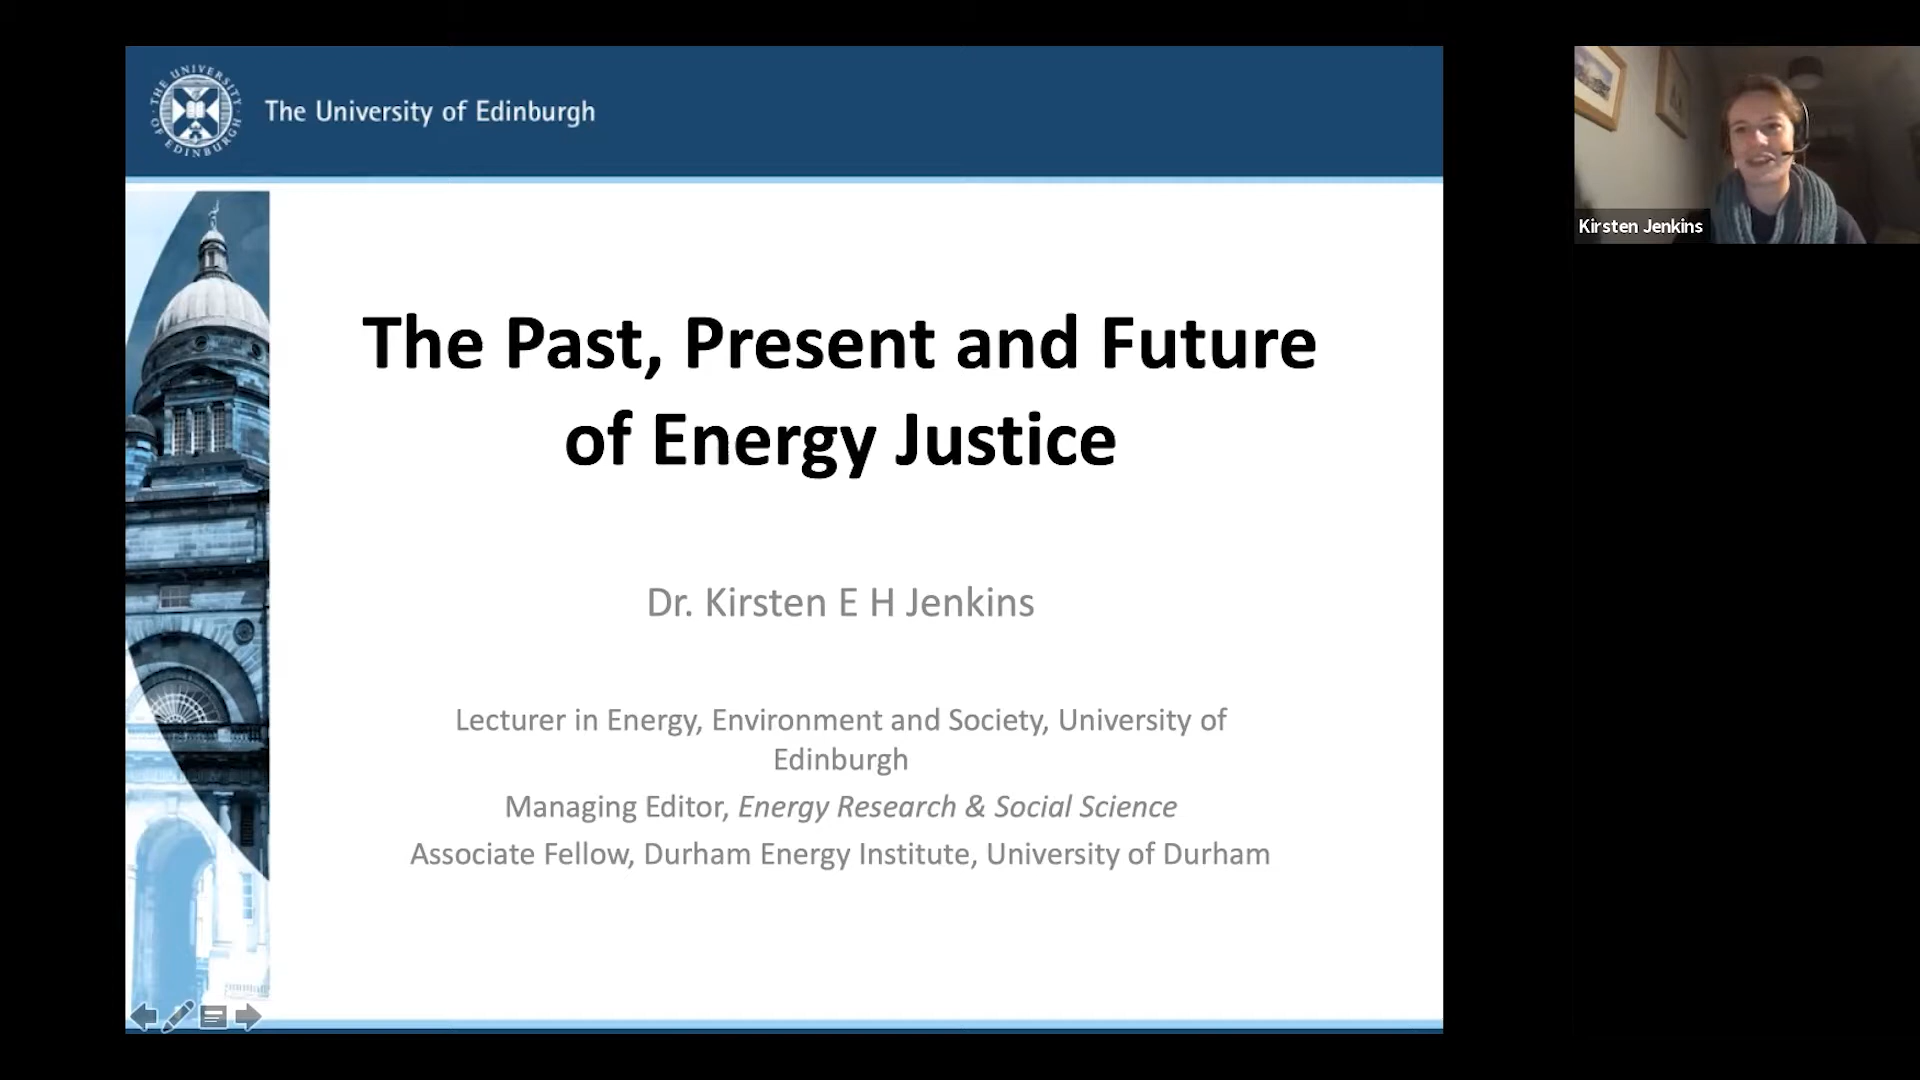 THE UNIVERSITY OF EDINBURGH
The University of Edinburgh
The Past, Present and Future
of Energy Justice
Dr. Kirsten E H Jenkins
Lecturer in Energy, Environment and Society, University of
Edinburgh
Managing Editor, Energy Research & Social Science
Associate Fellow, Durham Energy Institute, University of Durham
Kirsten Jenkins